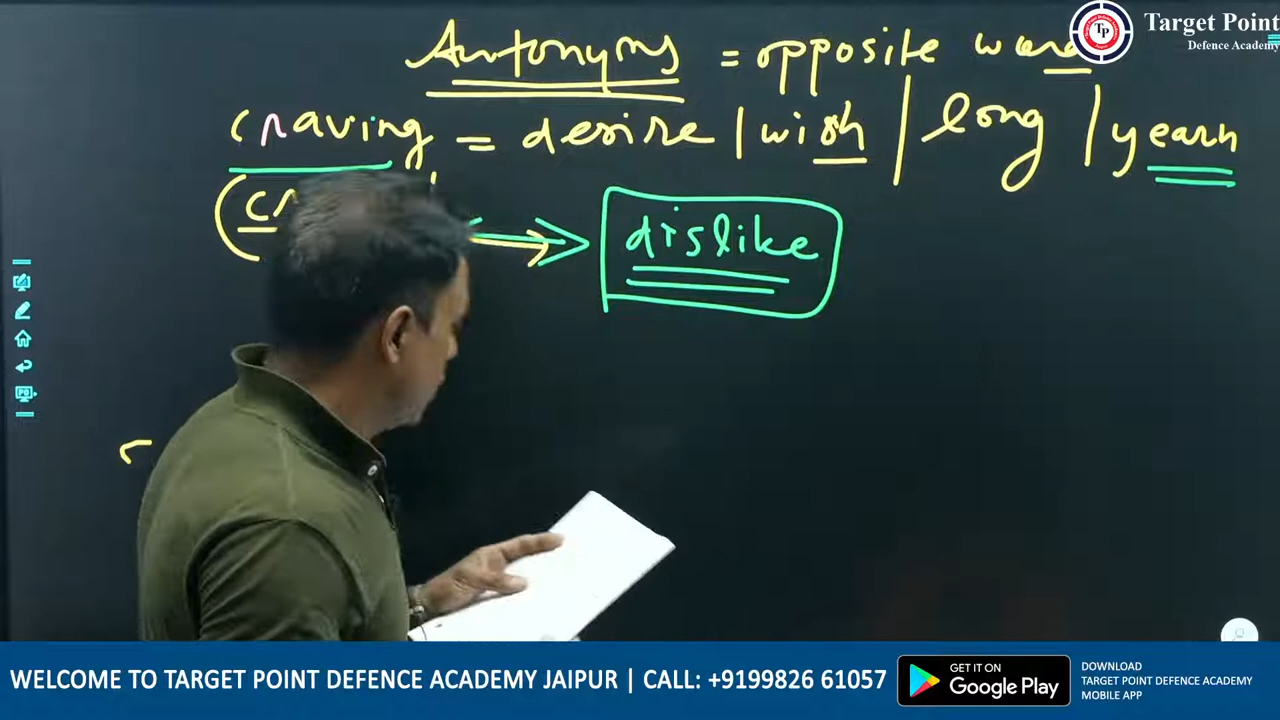 Target Point
Defence Academy
Antonyms = opposite word
craving = desire / wish / long / yearn
dislike
WELCOME TO TARGET POINT DEFENCE ACADEMY JAIPUR | CALL: +9199826 61057
GET IT ON
Google Play
DOWNLOAD
TARGET POINT DEFENCE ACADEMY
MOBILE APP